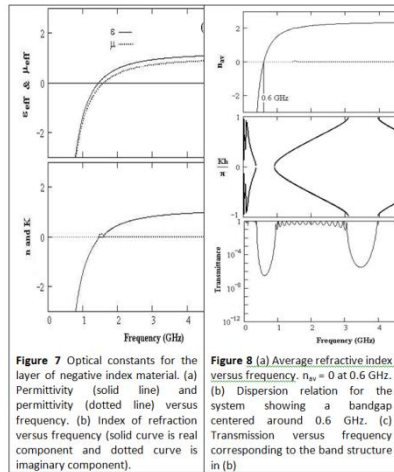 ε
μ
(
ε eff & μ eff
2
0
-2
n and K
2
0
-2
0 1 2 3 4
Frequency (GHz)
n av
2
0
-2
0.6 GHz
Kh/π
1
0
-1
Transmittance
1
10-4
10-8
10-12
0 1 2 3 4
Frequency (GHz)
Figure 7 Optical constants for the
layer of negative index material. (a)
Permittivity (solid line) and
permittivity (dotted line) versus
frequency. (b) Index of refraction
versus frequency (solid curve is real
component and dotted curve is
imaginary component).
Figure 8 (a) Average refractive index
versus frequency. nav = 0 at 0.6 GHz.
(b) Dispersion relation for the
system showing a bandgap
centered around 0.6 GHz. (c)
Transmission versus frequency
corresponding to the band structure
in (b)